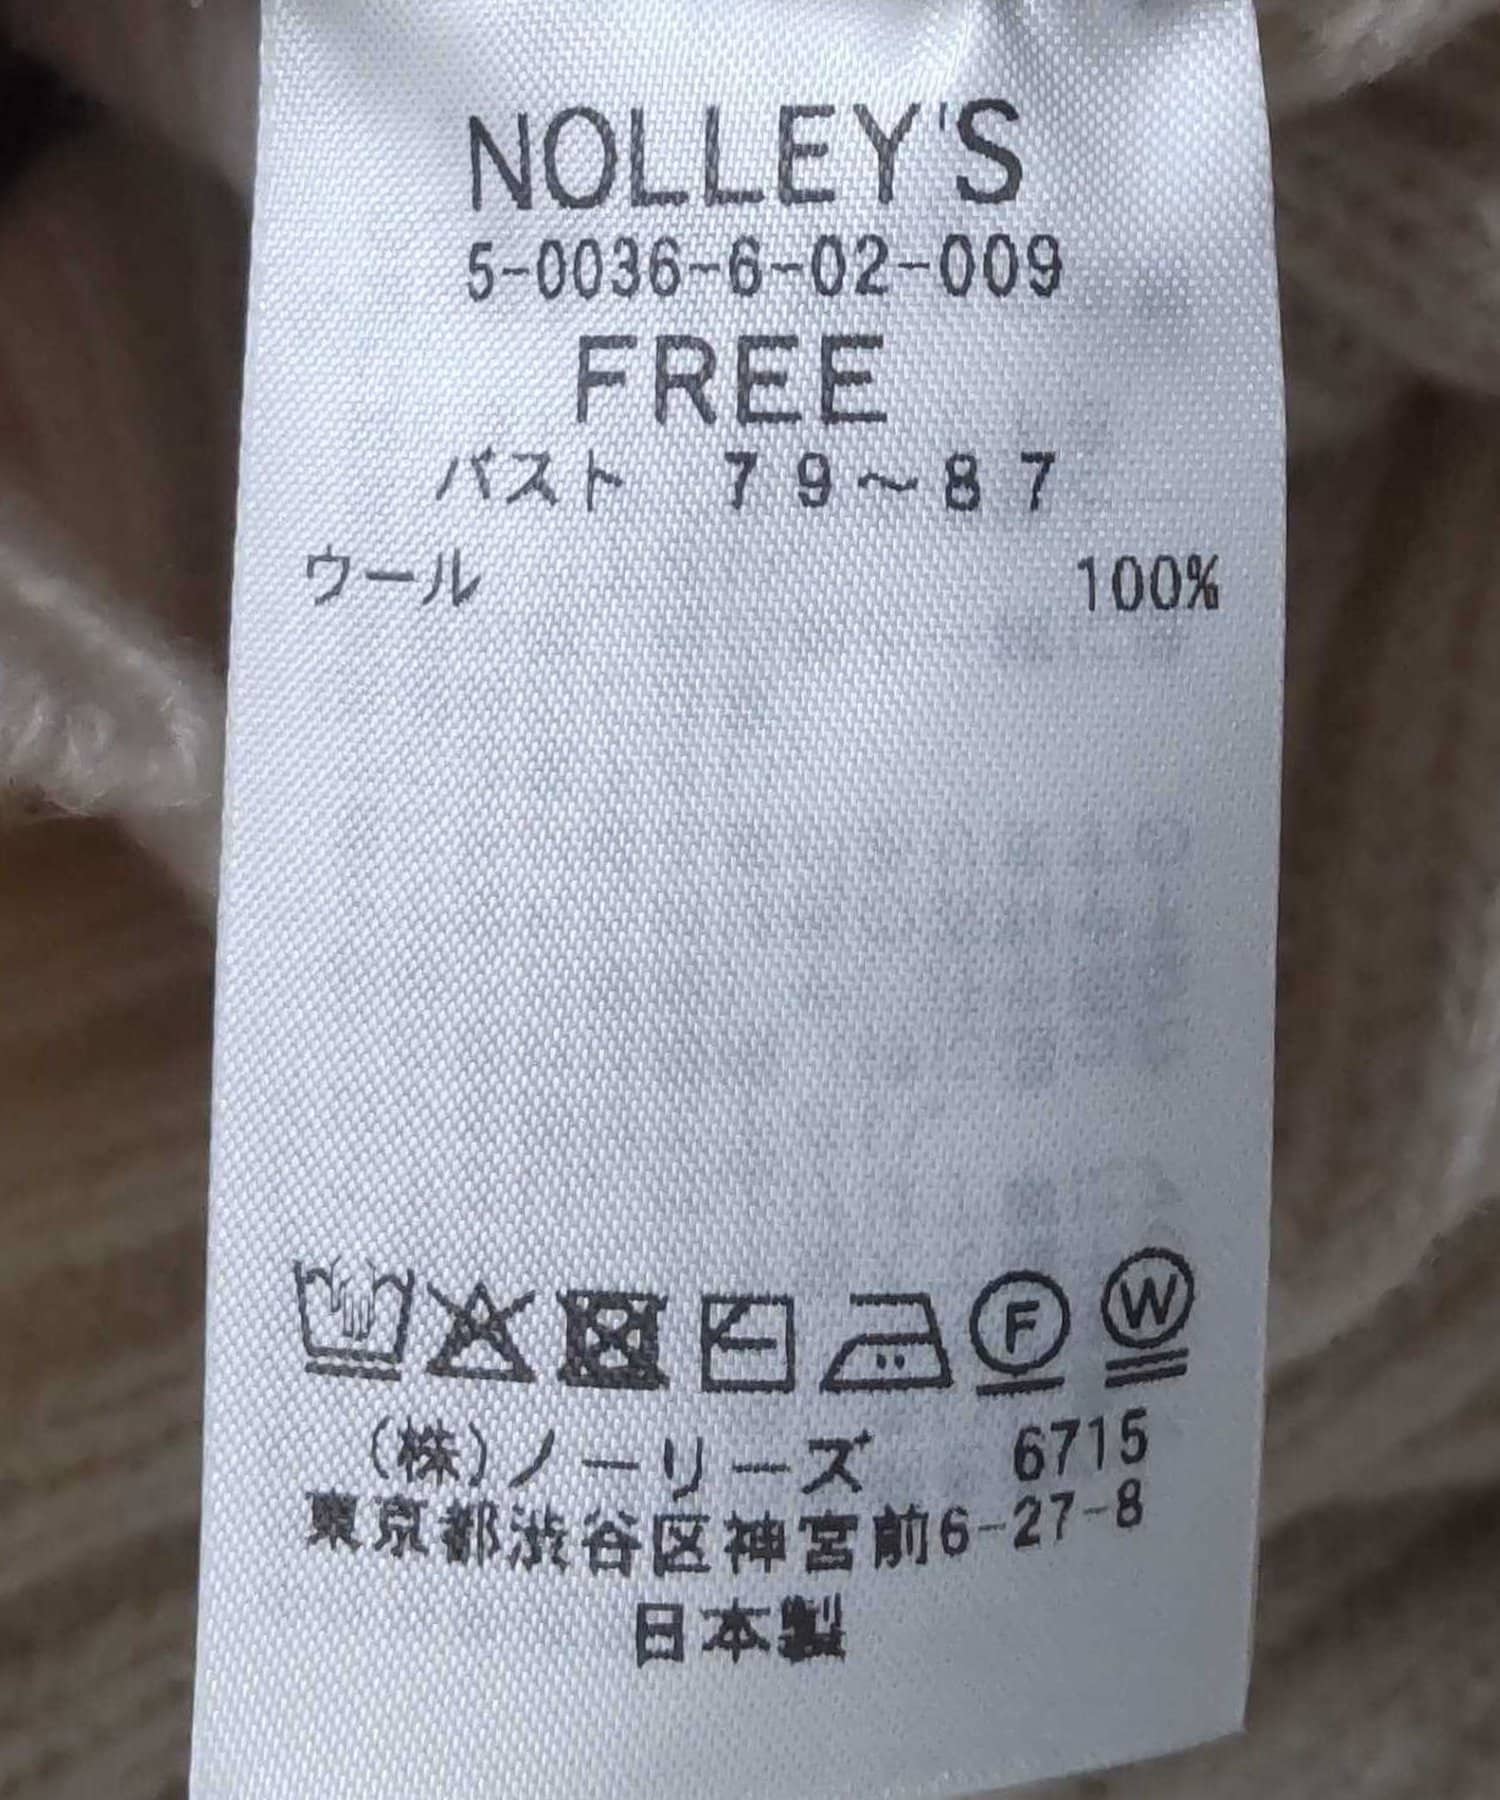 NOLLEY'S
5-0036-6-02-009
FREE
バスト 79～87
ウール 100%
F W
(株)ノーリーズ 6715
東京都渋谷区神宮前6-27-8
日本製